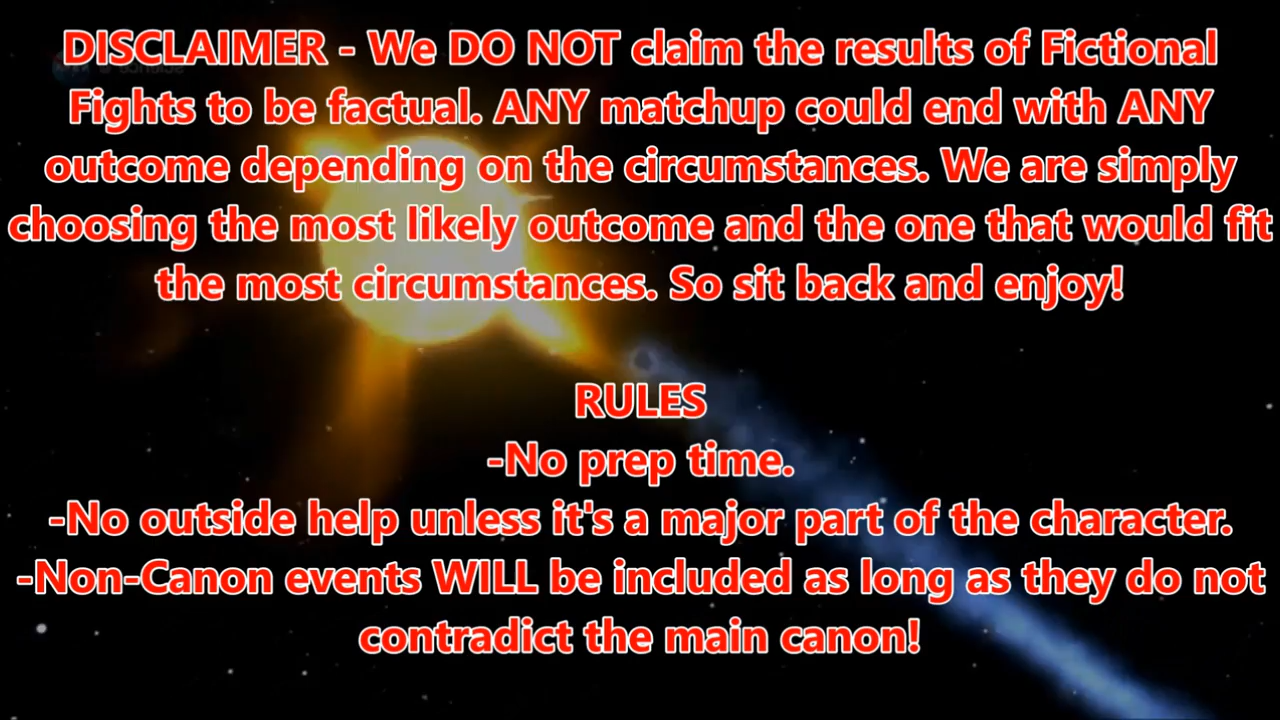 DISCLAIMER - We DO NOT claim the results of Fictional
Fights to be factual. ANY matchup could end with ANY
outcome depending on the circumstances. We are simply
choosing the most likely outcome and the one that would fit
the most circumstances. So sit back and enjoy!
RULES
-No prep time.
-No outside help unless it's a major part of the character.
-Non-Canon events WILL be included as long as they do not
contradict the main canon!